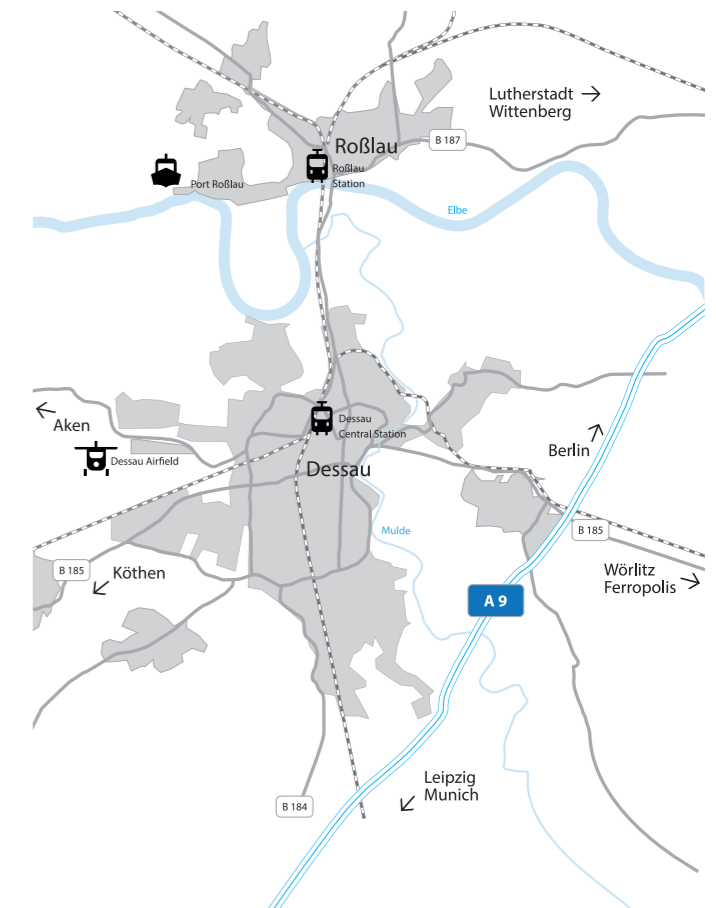 Lutherstadt
Wittenberg
Roßlau
B 187
Roßlau
Station
Port Roßlau
Elbe
Aken
Dessau
Central Station
Berlin
Dessau Airfield
Dessau
Mulde
B 185
B 185
Köthen
Wörlitz
Ferropolis
A 9
Leipzig
Munich
B 184